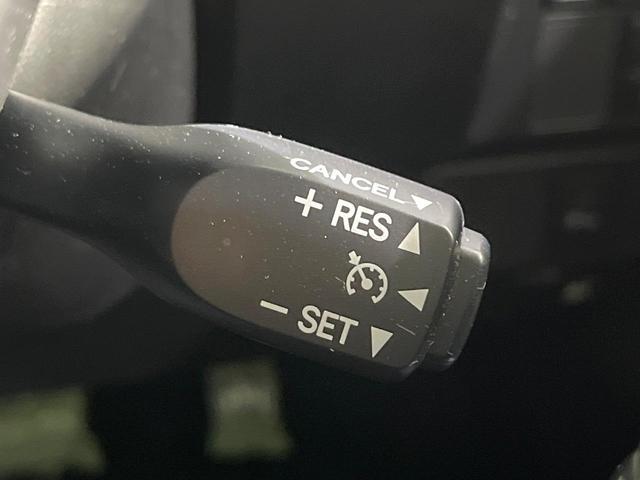 CANCEL▼
+ RES▲
− SET▼